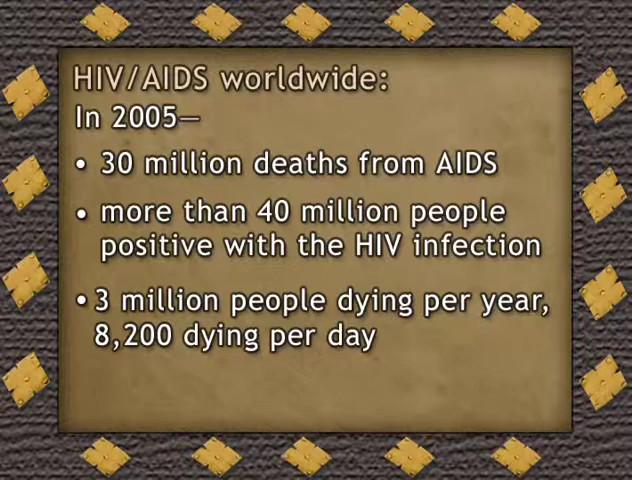 HIV/AIDS worldwide:
In 2005—
• 30 million deaths from AIDS
• more than 40 million people
positive with the HIV infection
• 3 million people dying per year,
8,200 dying per day